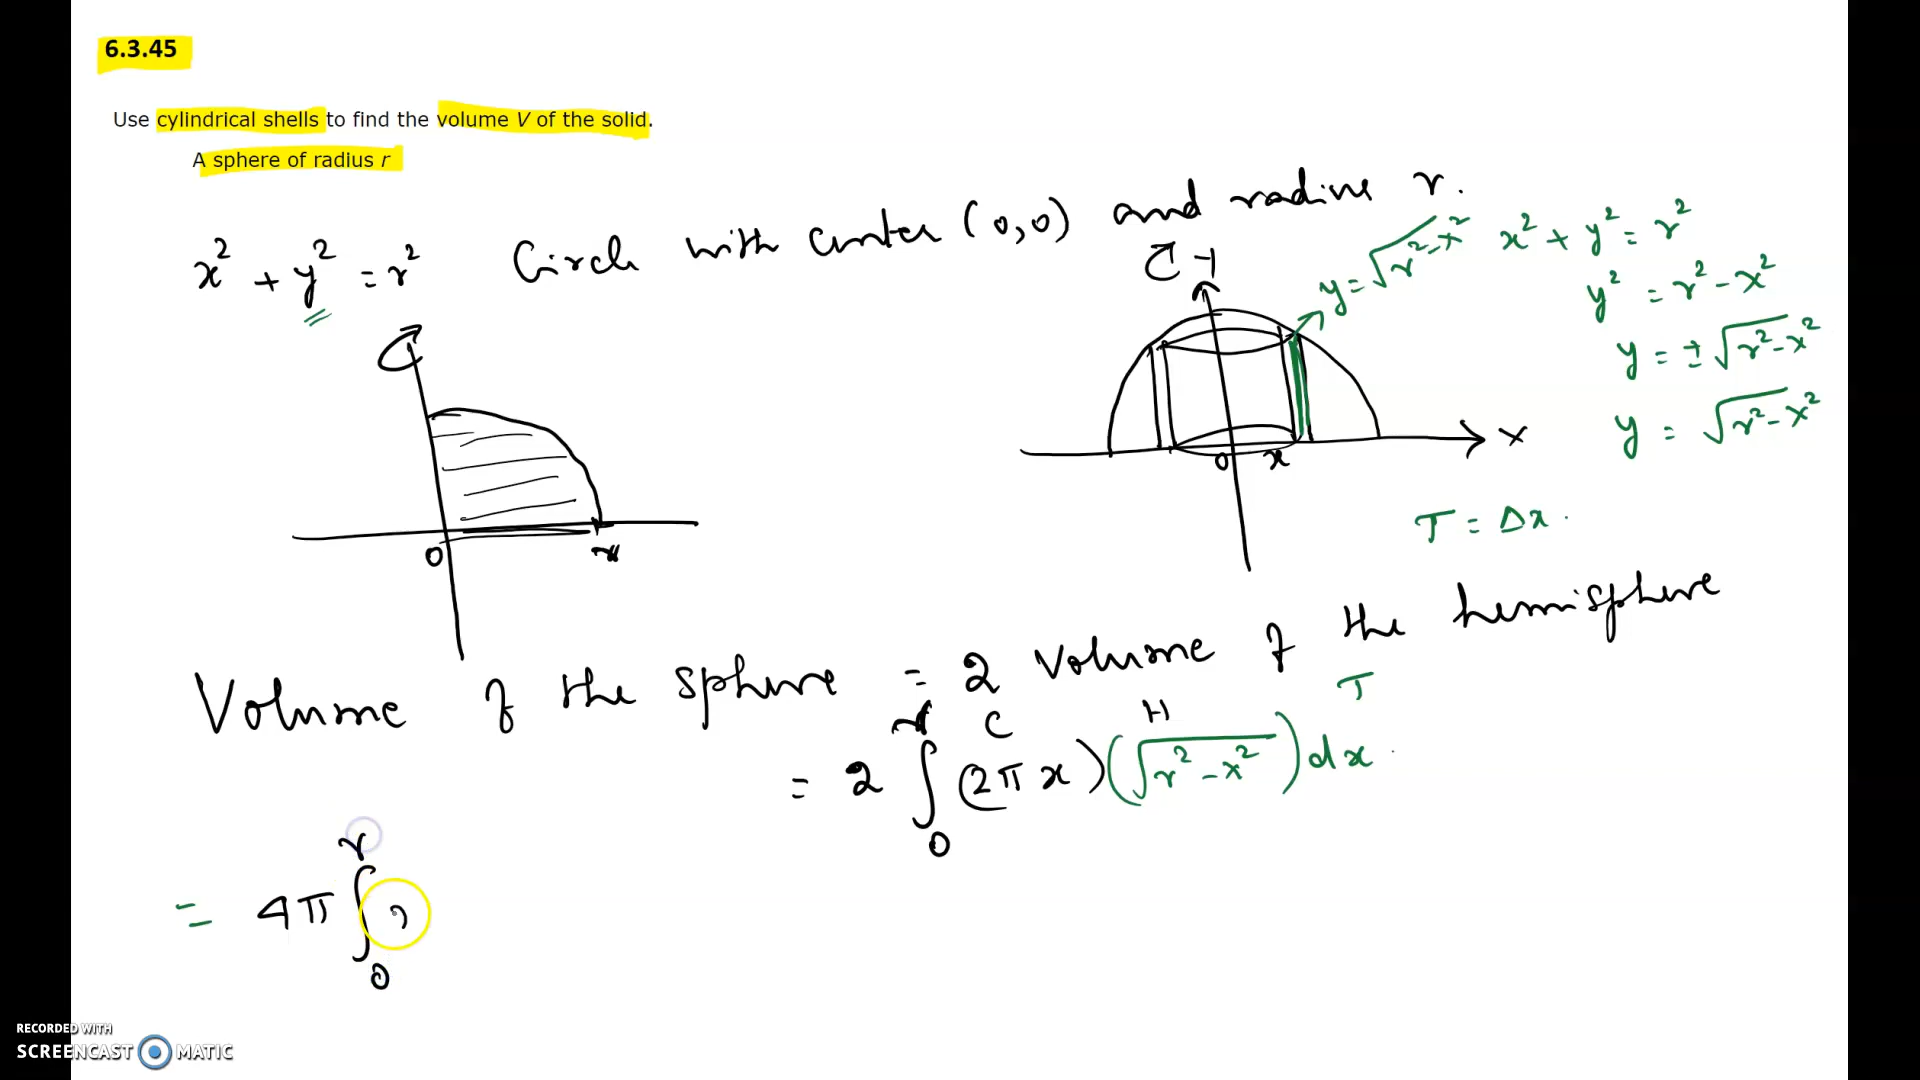 6.3.45
Use cylindrical shells to find the volume V of the solid.
A sphere of radius r
x² + y² = r² Circle with center (0,0) and radius r.
y = √(r²-x²)
x² + y² = r²
y² = r² - x²
y = ± √(r²-x²)
y = √(r²-x²)
X
0 x
T = Δx.
0 r
Volume of the sphere = 2 Volume of the hemisphere
C H T
= 2 ∫₀ʳ (2πx)(√(r²-x²)) dx.
= 4π ∫₀ʳ
RECORDED WITH
SCREENCAST MATIC